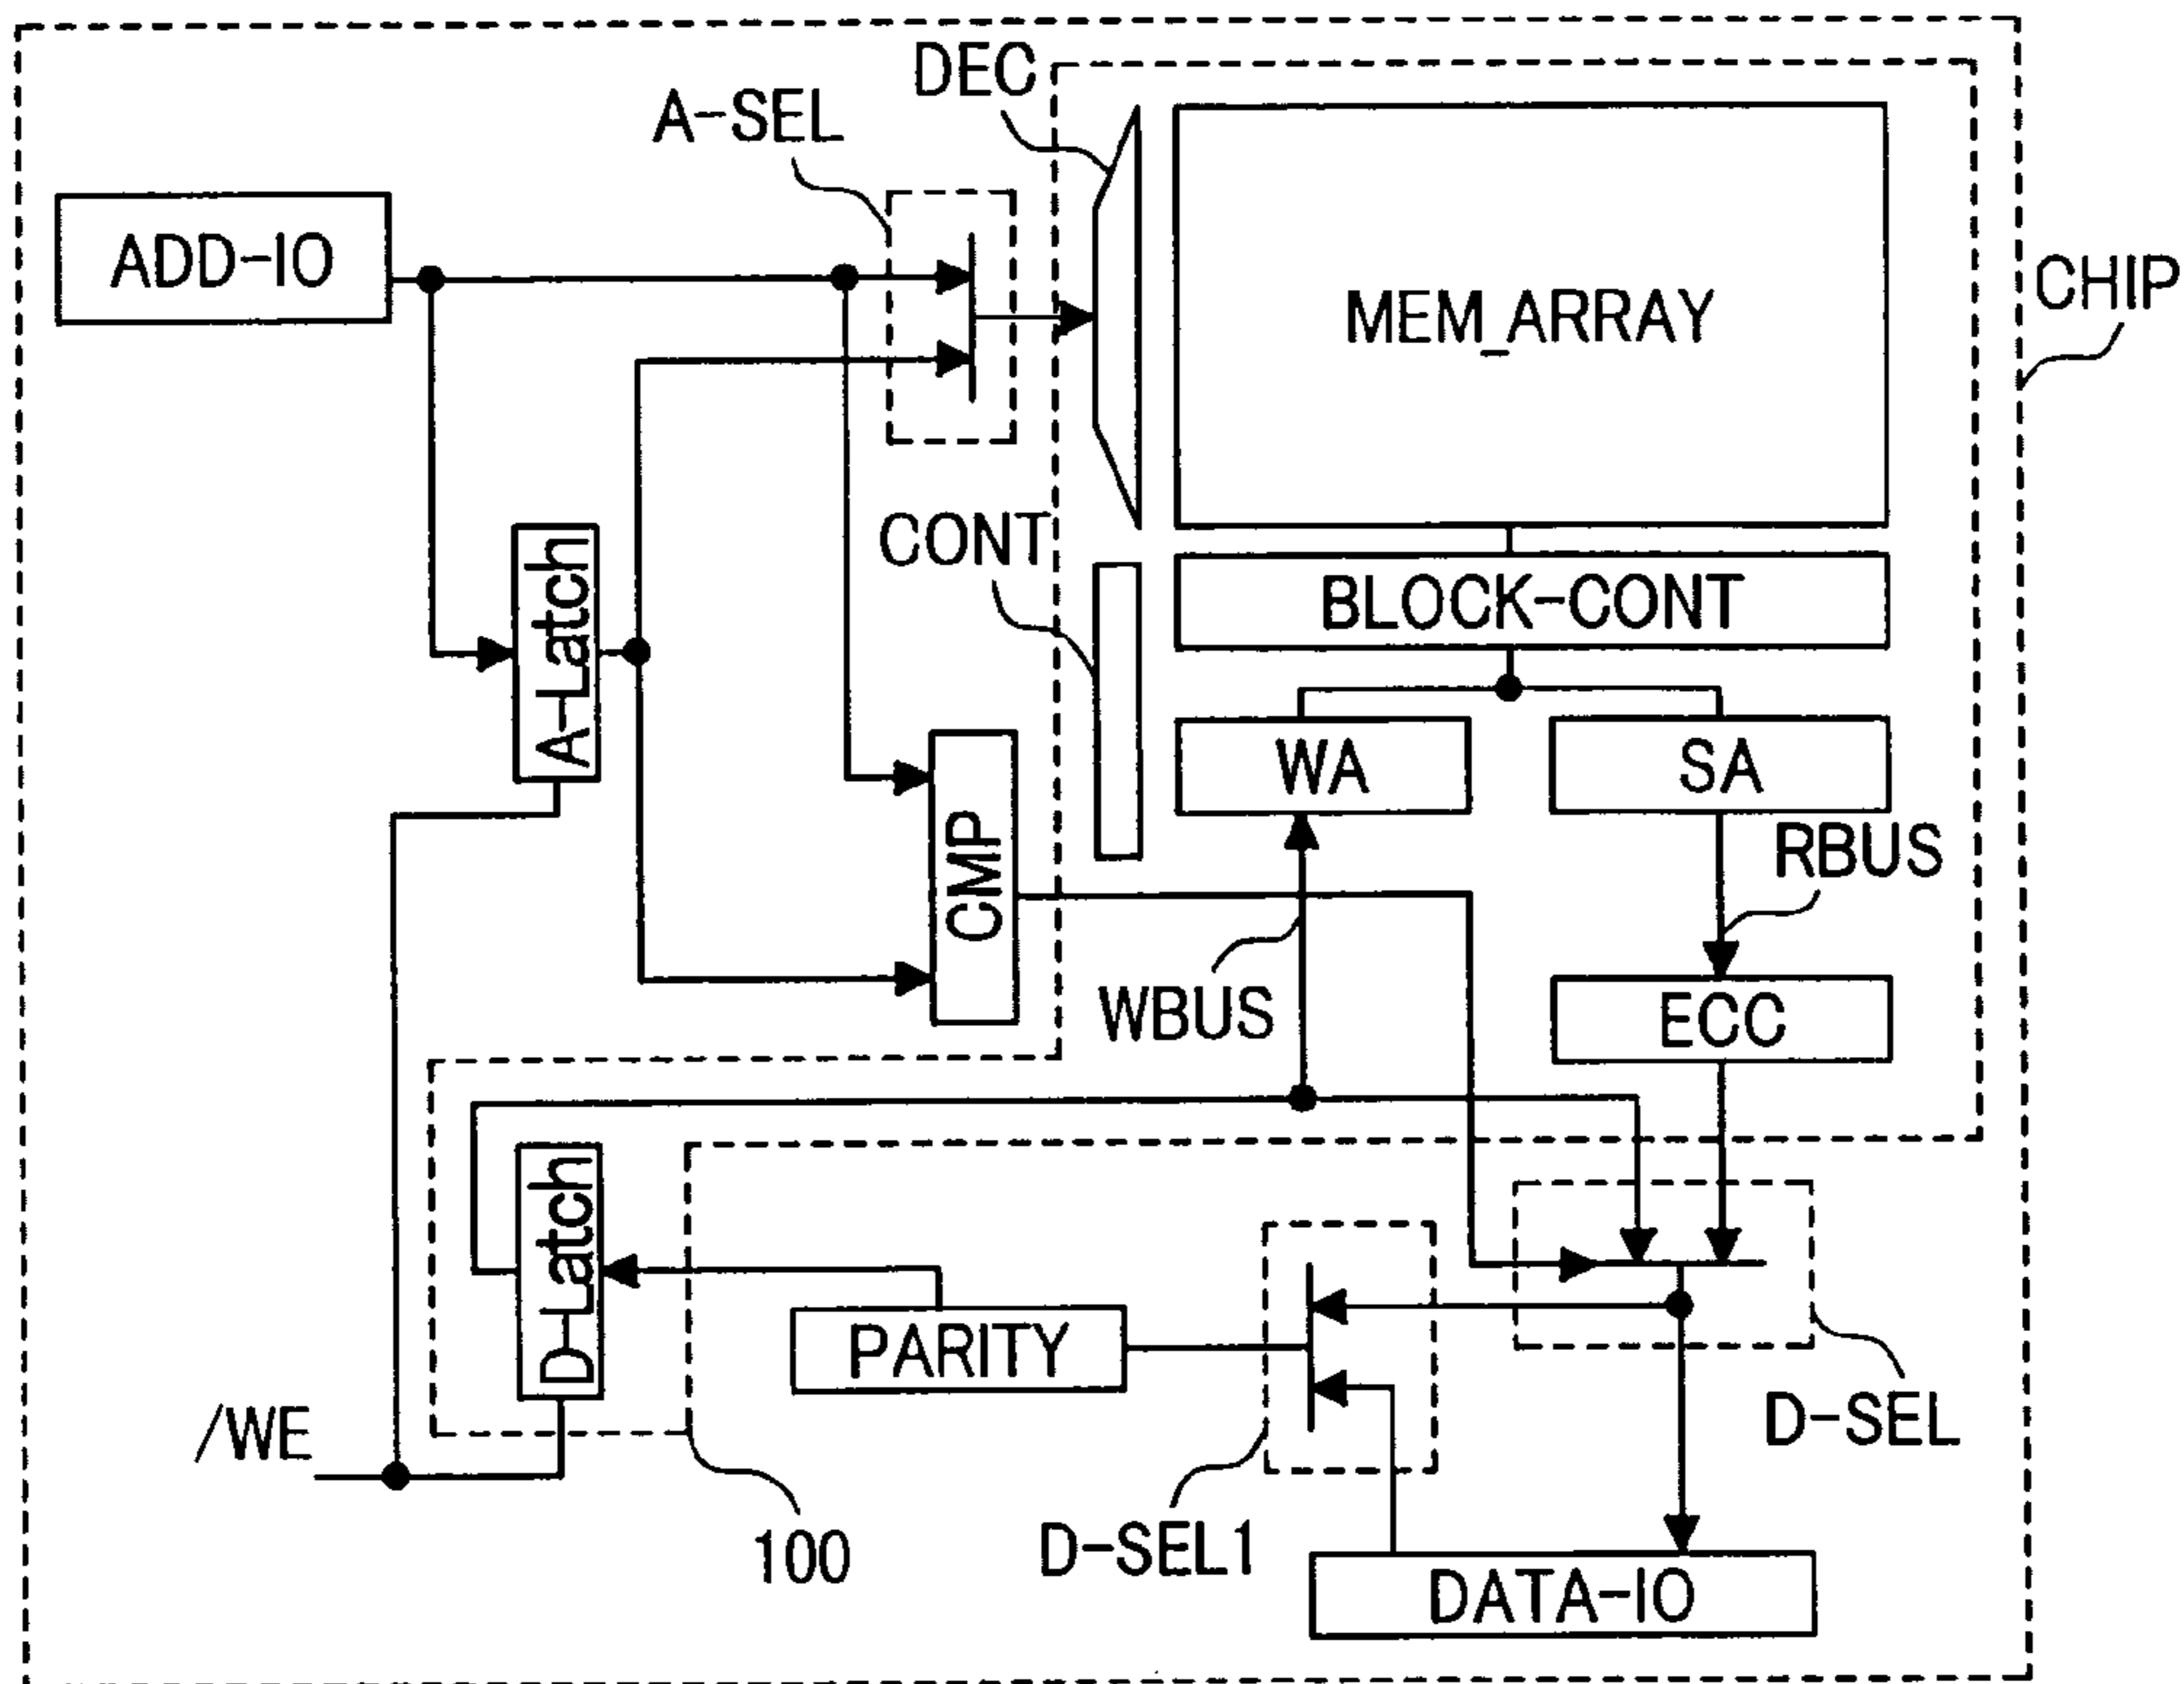 DEC
A-SEL
ADD-IO
MEM_ARRAY
CHIP
CONT
A-Latch
BLOCK-CONT
WA
SA
RBUS
CMP
WBUS
ECC
D-Latch
PARITY
D-SEL
/WE
100
D-SEL1
DATA-IO